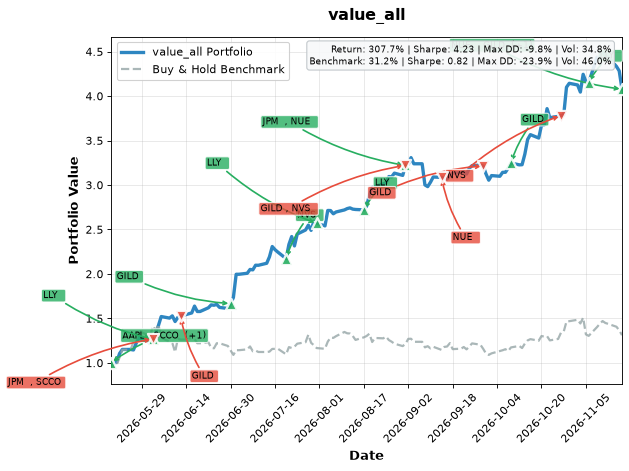 value_all
value_all Portfolio
Buy & Hold Benchmark
Return: 307.7% | Sharpe: 4.23 | Max DD: -9.8% | Vol: 34.8%
Benchmark: 31.2% | Sharpe: 0.82 | Max DD: -23.9% | Vol: 46.0%
4.5
4.0
3.5
3.0
2.5
2.0
1.5
1.0
Portfolio Value
JPM , NUE
GILD
LLY
NVS
LLY
GILD
GILD , NVS
NUE
GILD
LLY
(+1)
GILD
JPM , SCCO
2026-05-29
2026-06-14
2026-06-30
2026-07-16
2026-08-01
2026-08-17
2026-09-02
2026-09-18
2026-10-04
2026-10-20
2026-11-05
Date